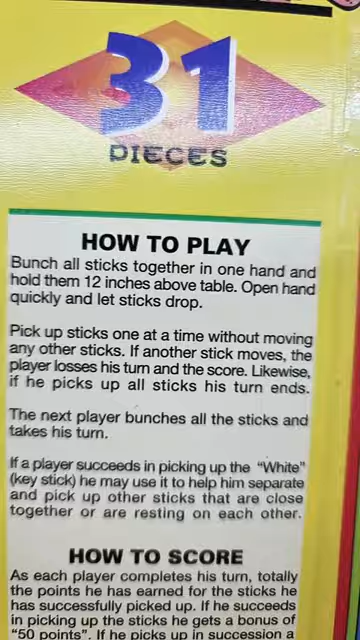 31
PIECES
HOW TO PLAY
Bunch all sticks together in one hand and
hold them 12 inches above table. Open hand
quickly and let sticks drop.
Pick up sticks one at a time without moving
any other sticks. If another stick moves, the
player losses his turn and the score. Likewise,
if he picks up all sticks his turn ends.
The next player bunches all the sticks and
takes his turn.
If a player succeeds in picking up the "White"
(key stick) he may use it to help him separate
and pick up other sticks that are close
together or are resting on each other.
HOW TO SCORE
As each player completes his turn, totally
the points he has earned for the sticks he
has successfully picked up. If he succeeds
in picking up the sticks he gets a bonus of
"50 points". If he picks up in succession a